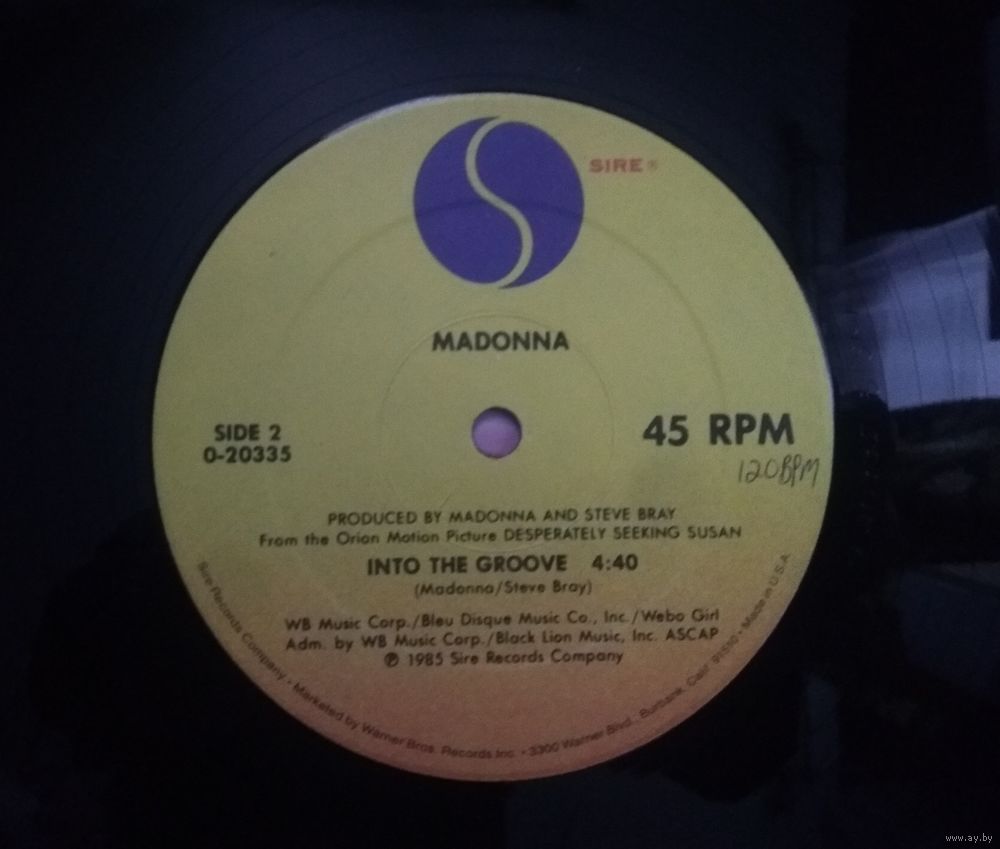 SIRE®
MADONNA
SIDE 2
0-20335
45 RPM
120BPM
PRODUCED BY MADONNA AND STEVE BRAY
From the Orion Motion Picture DESPERATELY SEEKING SUSAN
INTO THE GROOVE 4:40
(Madonna/Steve Bray)
WB Music Corp./Bleu Disque Music Co., Inc./Webo Girl
Adm. by WB Music Corp./Black Lion Music, Inc. ASCAP
℗ 1985 Sire Records Company
Sire Records Company • Marketed by Warner Bros. Records Inc. • 3300 Warner Blvd., Burbank, Calif. 91510 • Made in U.S.A.
www.ay.by